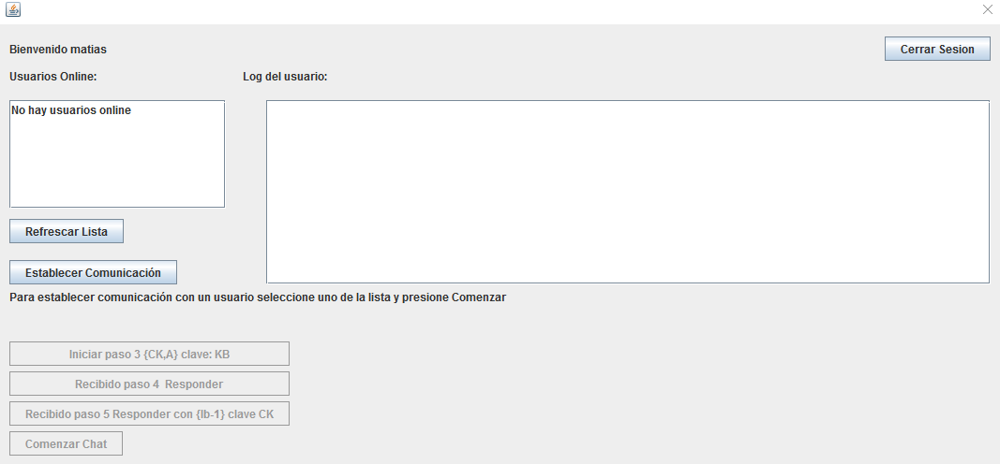 Bienvenido matias
Cerrar Sesion
Usuarios Online:
Log del usuario:
No hay usuarios online
Refrescar Lista
Establecer Comunicación
Para establecer comunicación con un usuario seleccione uno de la lista y presione Comenzar
Iniciar paso 3 {CK,A} clave: KB
Recibido paso 4  Responder
Recibido paso 5 Responder con {Ib-1} clave CK
Comenzar Chat